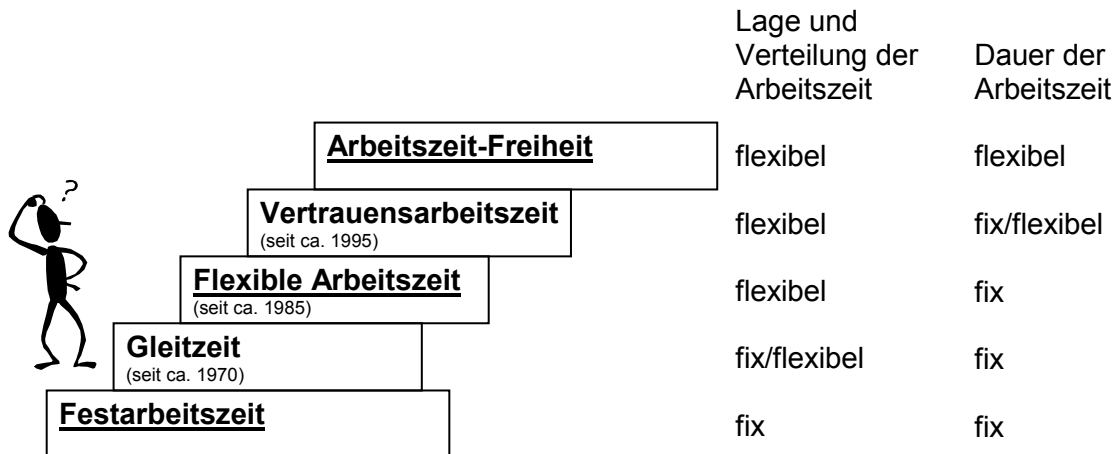 Lage und
Verteilung der Dauer der
Arbeitszeit Arbeitszeit
Arbeitszeit-Freiheit flexibel flexibel
?
Vertrauensarbeitszeit flexibel fix/flexibel
(seit ca. 1995)
Flexible Arbeitszeit flexibel fix
(seit ca. 1985)
Gleitzeit fix/flexibel fix
(seit ca. 1970)
Festarbeitszeit fix fix